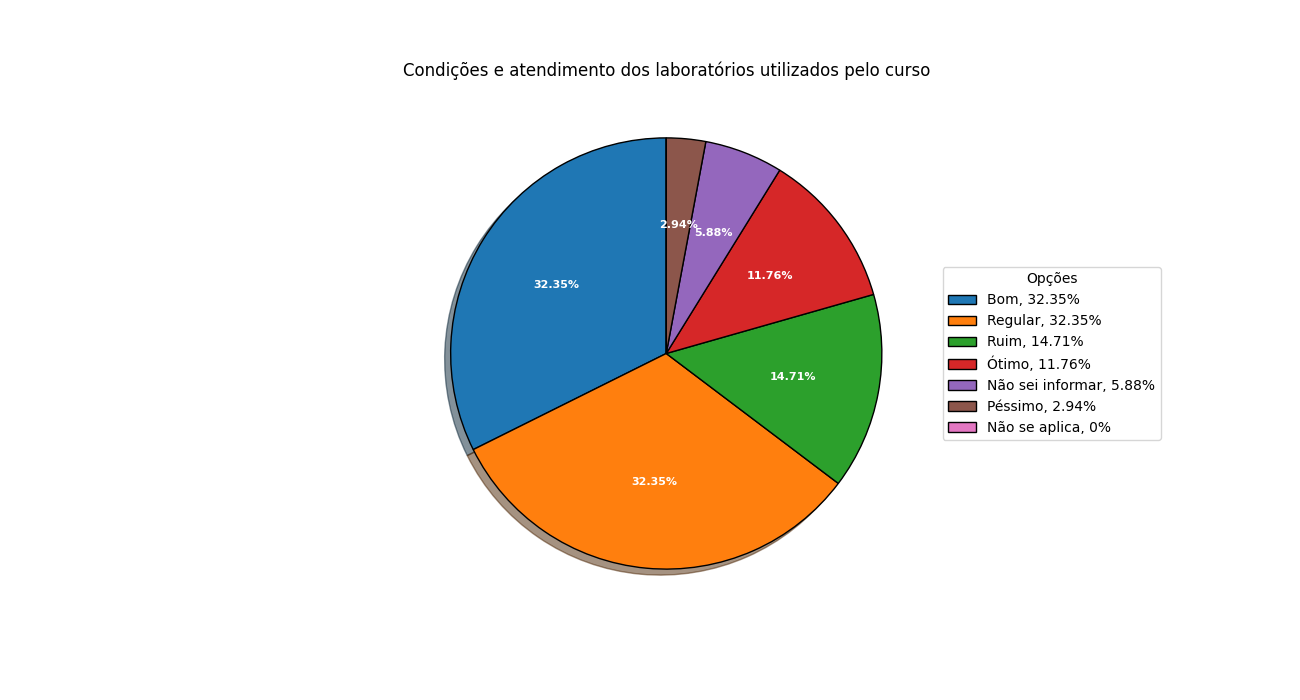 Condições e atendimento dos laboratórios utilizados pelo curso
2.94%
5.88%
11.76%
32.35%
14.71%
32.35%
Opções
Bom, 32.35%
Regular, 32.35%
Ruim, 14.71%
Ótimo, 11.76%
Não sei informar, 5.88%
Péssimo, 2.94%
Não se aplica, 0%